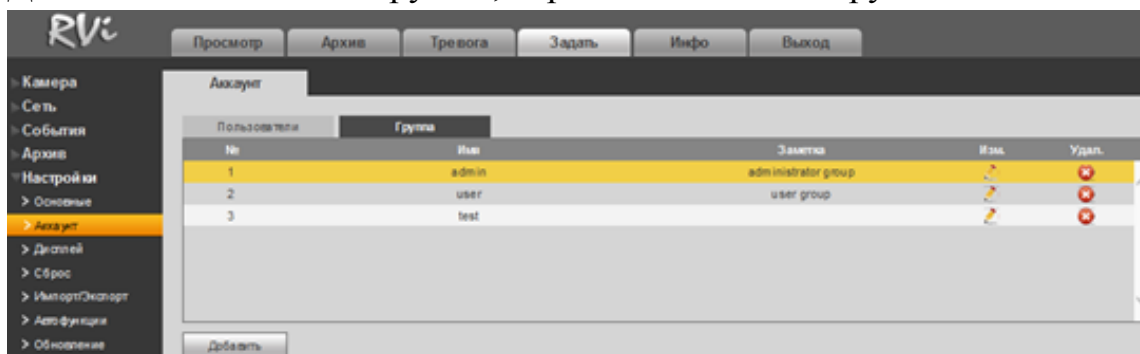 RVi
Просмотр Архив Тревога Задать Инфо Выход
Камера
Сеть
События
Архив
Настройки
> Основные
> Аккаунт
> Дисплей
> Сброс
> Импорт/Экспорт
> Автофункции
> Обновление
Аккаунт
Пользователи Группа
№ Имя Заметка Изм. Удал.
1 admin administrator group
2 user user group
3 test
Добавить